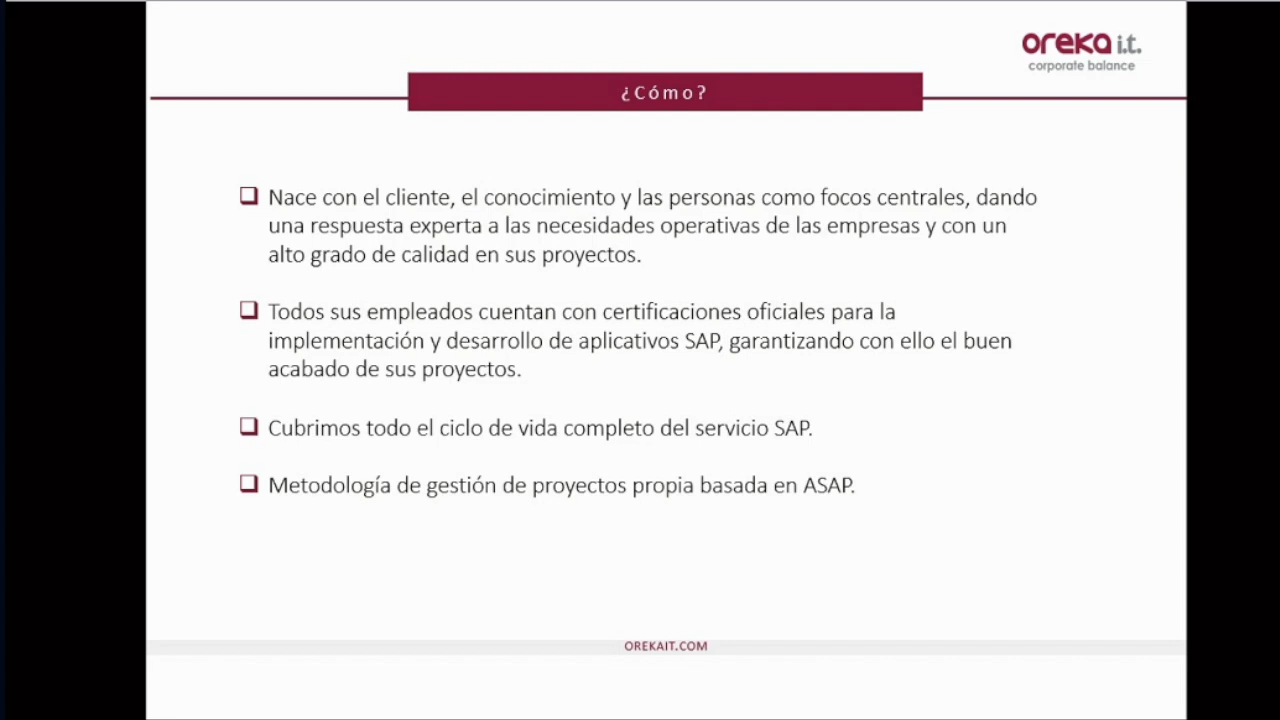 oreka i.t.
corporate balance
¿Cómo?
Nace con el cliente, el conocimiento y las personas como focos centrales, dando
una respuesta experta a las necesidades operativas de las empresas y con un
alto grado de calidad en sus proyectos.
Todos sus empleados cuentan con certificaciones oficiales para la
implementación y desarrollo de aplicativos SAP, garantizando con ello el buen
acabado de sus proyectos.
Cubrimos todo el ciclo de vida completo del servicio SAP.
Metodología de gestión de proyectos propia basada en ASAP.
OREKAIT.COM